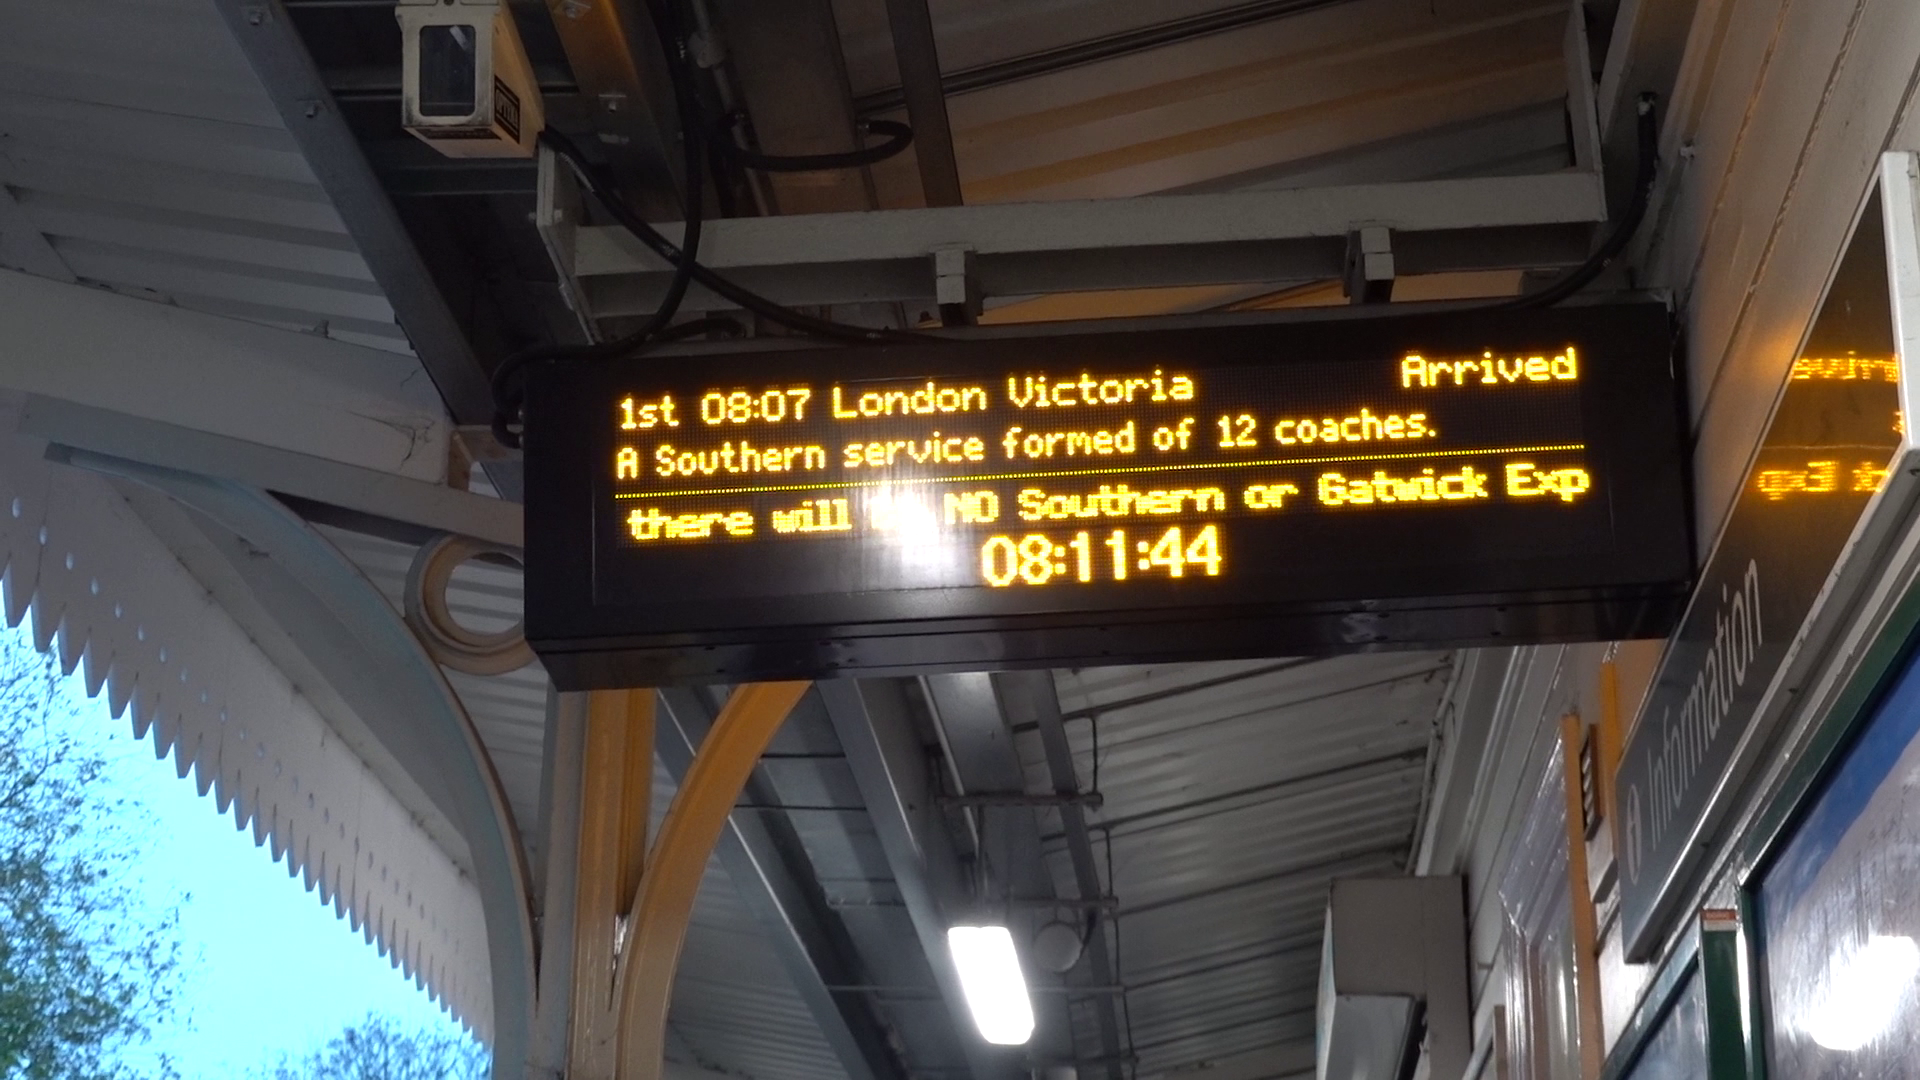 1st 08:07 London Victoria Arrived
A Southern service formed of 12 coaches.
there will NO Southern or Gatwick Exp
08:11:44
Information